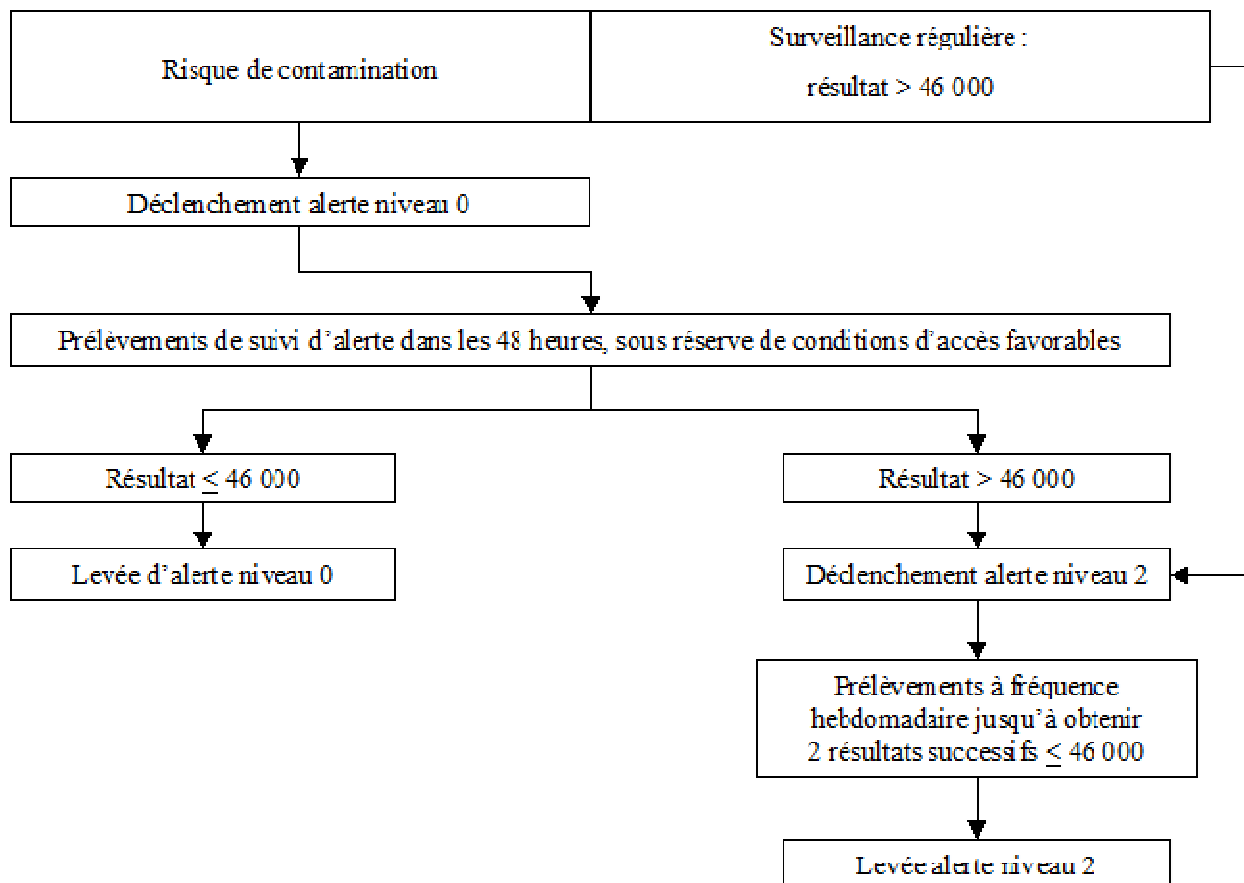 Risque de contamination
Surveillance régulière :
résultat > 46 000
Déclenchement alerte niveau 0
Prélèvements de suivi d'alerte dans les 48 heures, sous réserve de conditions d'accès favorables
Résultat ≤ 46 000
Résultat > 46 000
Levée d'alerte niveau 0
Déclenchement alerte niveau 2
Prélèvements à fréquence
hebdomadaire jusqu'à obtenir
2 résultats successifs ≤ 46 000
Levée alerte niveau 2